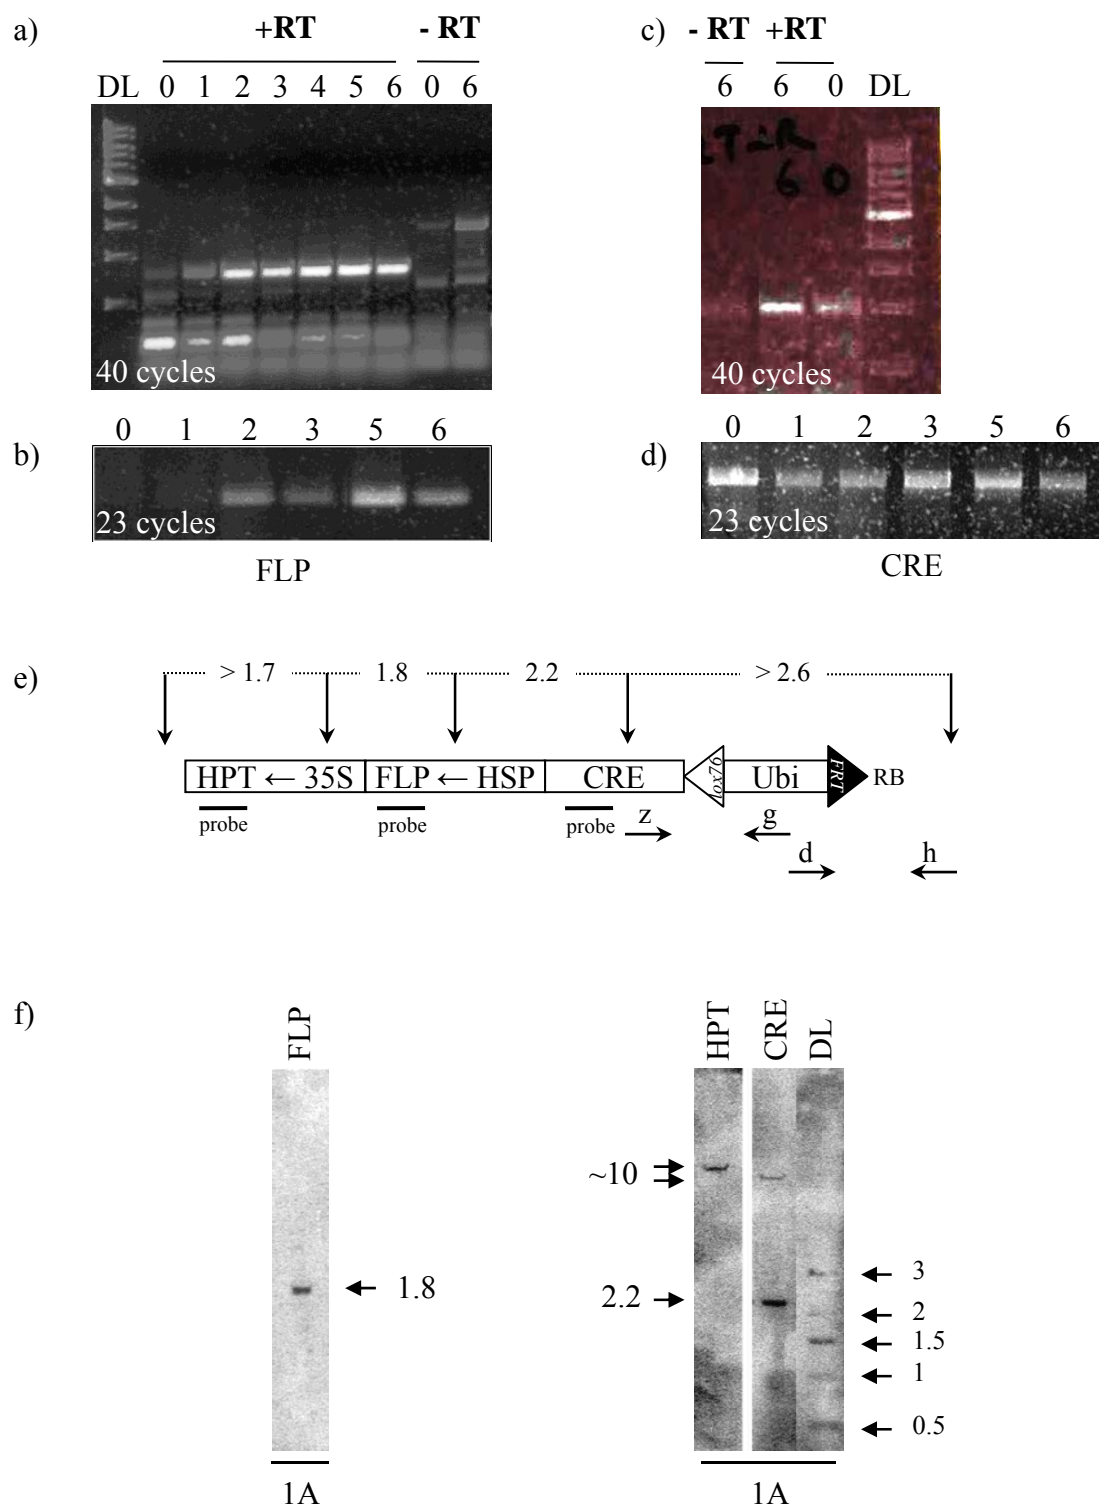 a)
+RT
- RT
DL 0 1 2 3 4 5 6 0 6
40 cycles
c)
- RT +RT
6 6 0 DL
6 0
40 cycles
b)
0 1 2 3 5 6
23 cycles
FLP
d)
0 1 2 3 5 6
23 cycles
CRE
e)
> 1.7 1.8 2.2 > 2.6
HPT ← 35S FLP ← HSP CRE lox76 Ubi FRT RB
probe probe probe z g
d h
f)
FLP
1.8
1A
HPT CRE DL
~10
2.2
3
2
1.5
1
0.5
1A